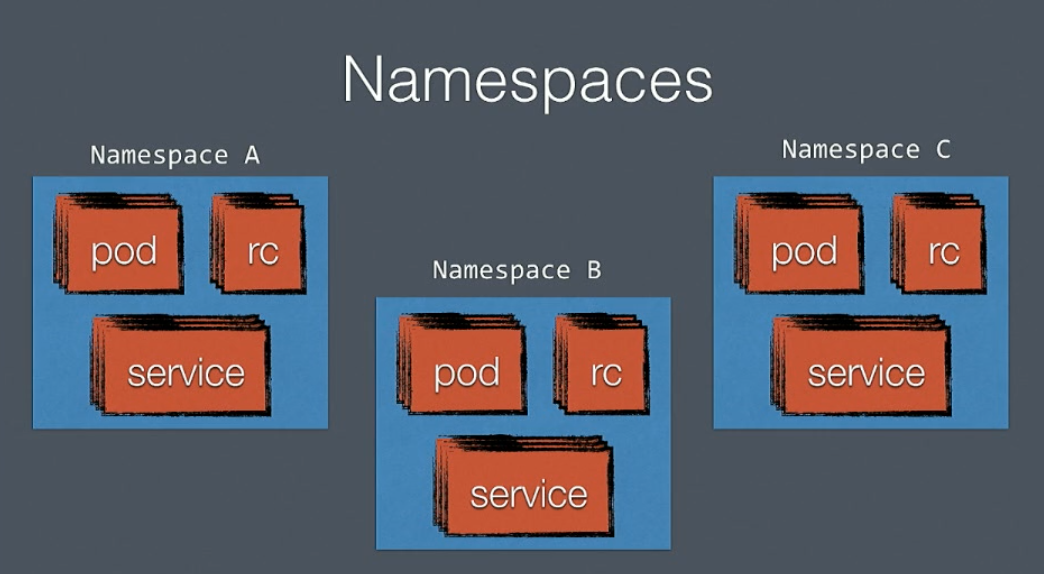 Namespaces
Namespace A
pod rc
service
Namespace B
pod rc
service
Namespace C
pod rc
service